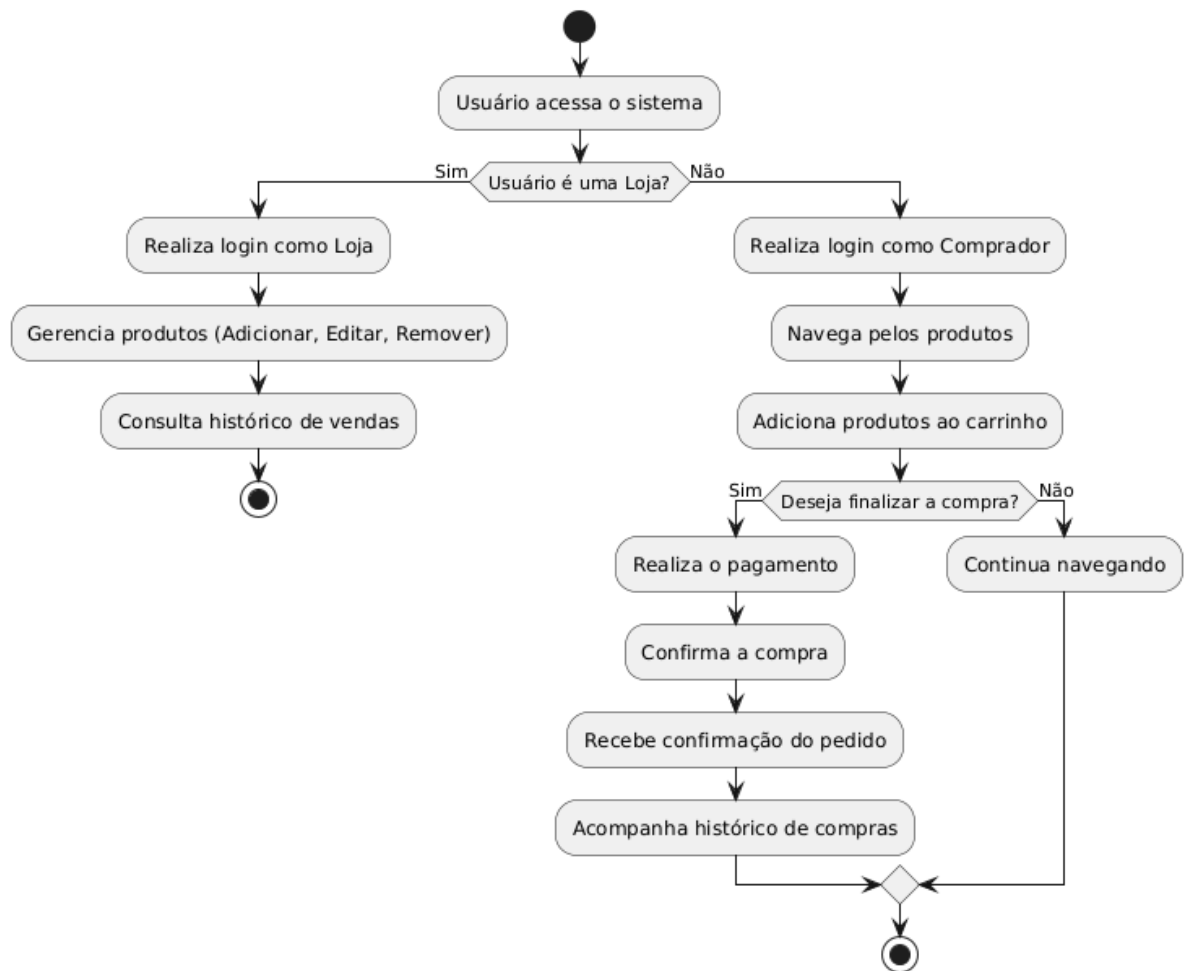 Usuário acessa o sistema
Sim
Usuário é uma Loja?
Não
Realiza login como Loja
Realiza login como Comprador
Gerencia produtos (Adicionar, Editar, Remover)
Navega pelos produtos
Consulta histórico de vendas
Adiciona produtos ao carrinho
Sim
Deseja finalizar a compra?
Não
Realiza o pagamento
Continua navegando
Confirma a compra
Recebe confirmação do pedido
Acompanha histórico de compras